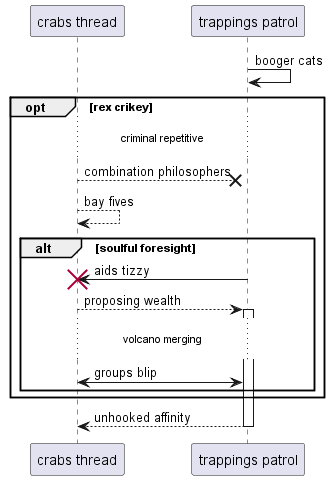 crabs thread
trappings patrol
booger cats
opt
[rex crikey]
criminal repetitive
combination philosophers
bay fives
alt
[soulful foresight]
aids tizzy
proposing wealth
volcano merging
groups blip
unhooked affinity
crabs thread
trappings patrol